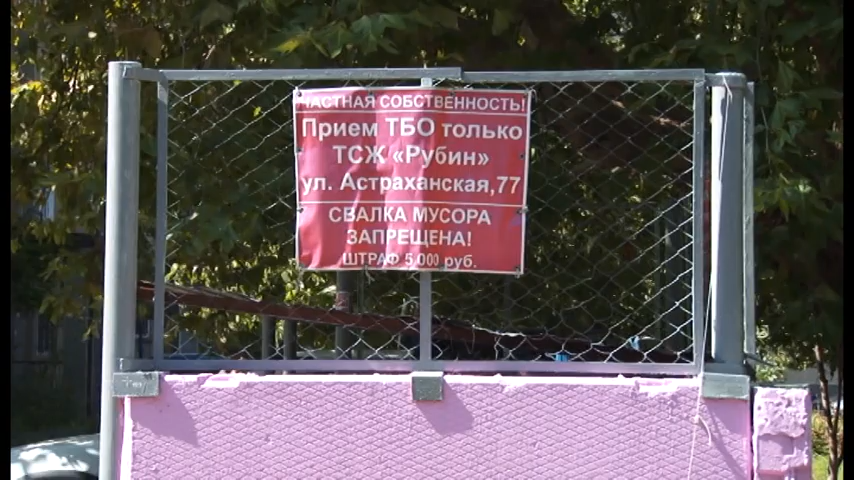 ЧАСТНАЯ СОБСТВЕННОСТЬ!
Прием ТБО только
ТСЖ «Рубин»
ул. Астраханская,77
СВАЛКА МУСОРА
ЗАПРЕЩЕНА!
ШТРАФ 5.000 руб.